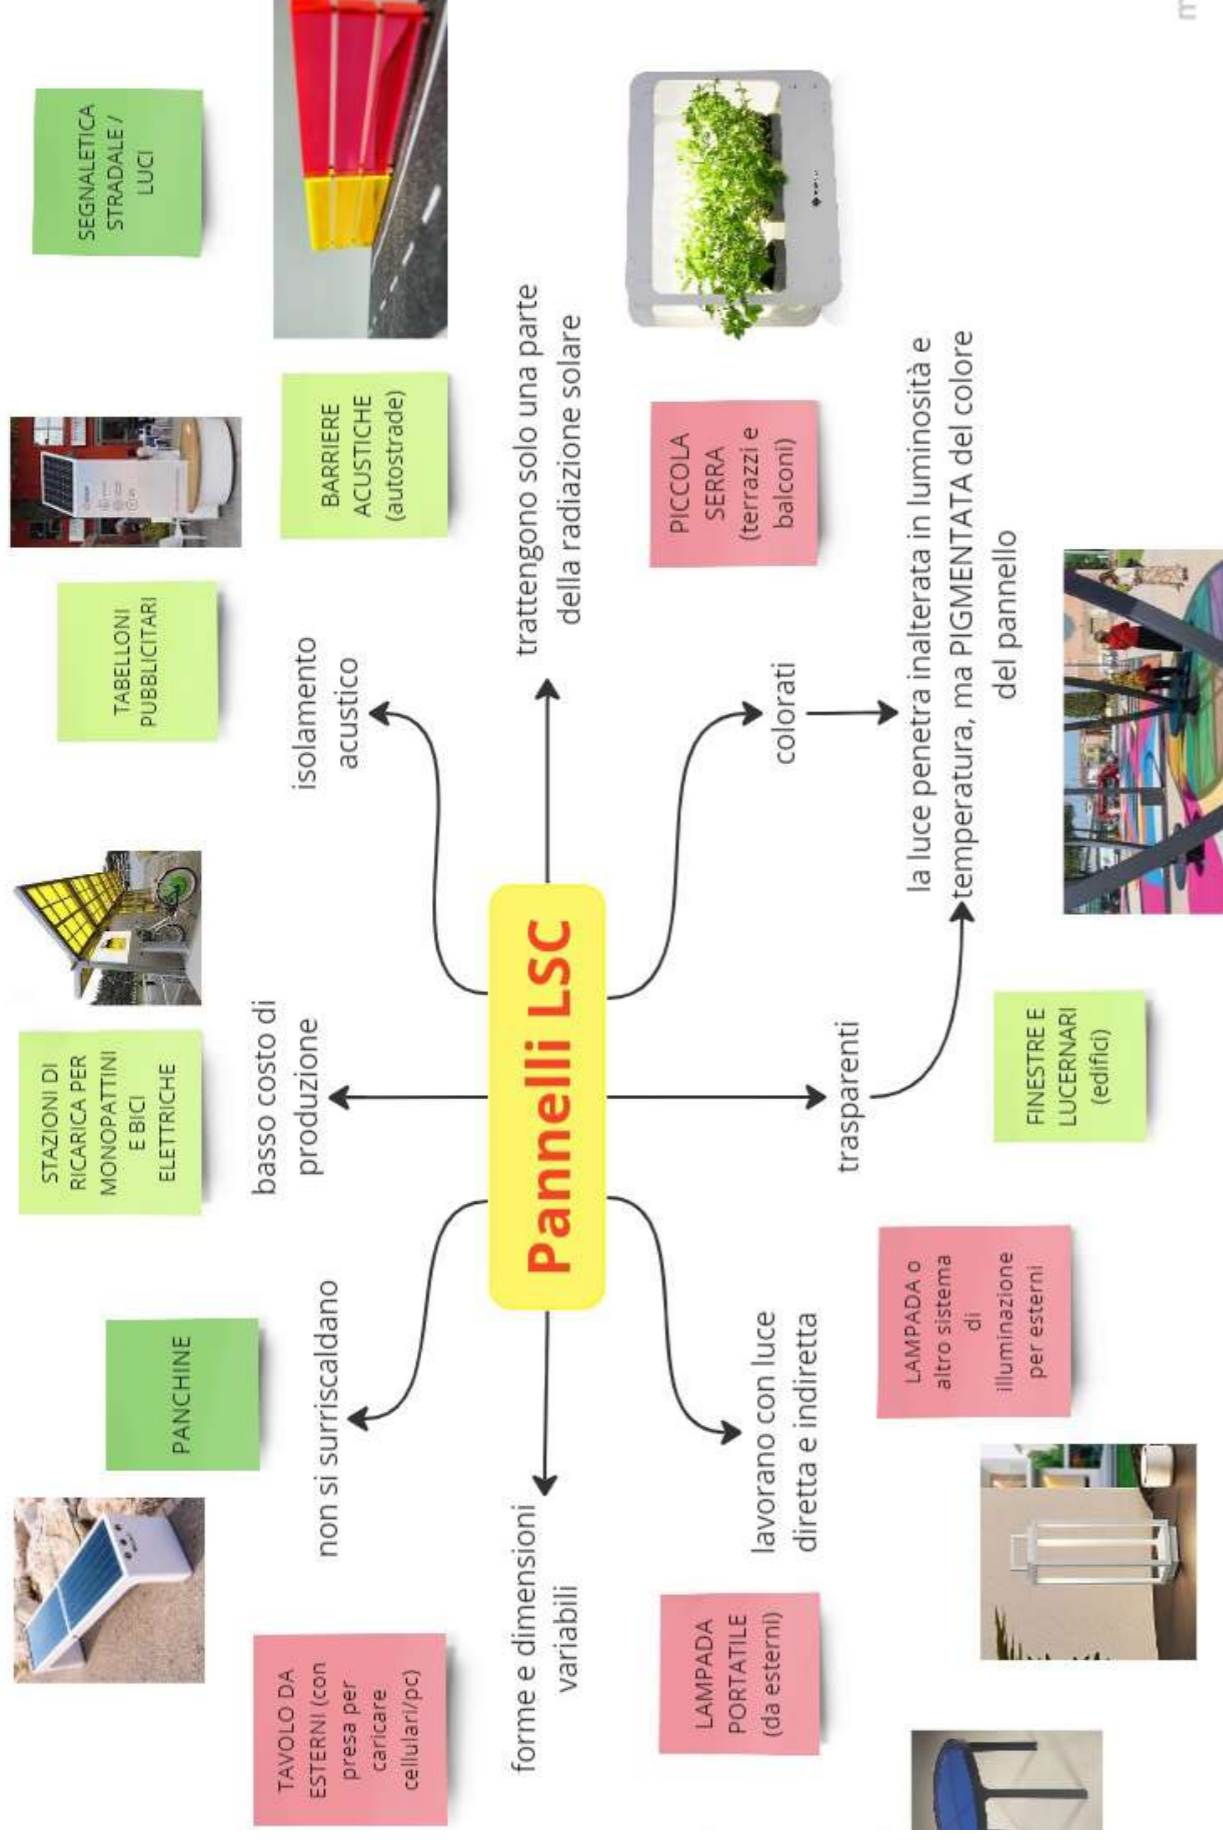 TAVOLO DA
ESTERNI (con
presa per
caricare
cellulari/pc)
PANCHINE
STAZIONI DI
RICARICA PER
MONOPATTINI
E BICI
ELETTRICHE
TABELLONI
PUBBLICITARI
SEGNALETICA
STRADALE /
LUCI
BARRIERE
ACUSTICHE
(autostrade)
non si surriscaldano
basso costo di
produzione
isolamento
acustico
forme e dimensioni
variabili
Pannelli LSC
trattengono solo una parte
della radiazione solare
LAMPADA
PORTATILE
(da esterni)
lavorano con luce
diretta e indiretta
trasparenti
colorati
PICCOLA
SERRA
(terrazzi e
balconi)
LAMPADA o
altro sistema
di
illuminazione
per esterni
FINESTRE E
LUCERNARI
(edifici)
la luce penetra inalterata in luminosità e
temperatura, ma PIGMENTATA del colore
del pannello